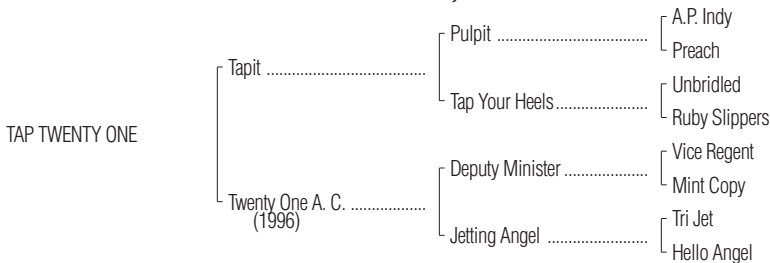 A.P. Indy
Pulpit
Preach
Tapit
Unbridled
Tap Your Heels
Ruby Slippers
TAP TWENTY ONE
Vice Regent
Deputy Minister
Mint Copy
Twenty One A. C.
(1996)
Tri Jet
Jetting Angel
Hello Angel